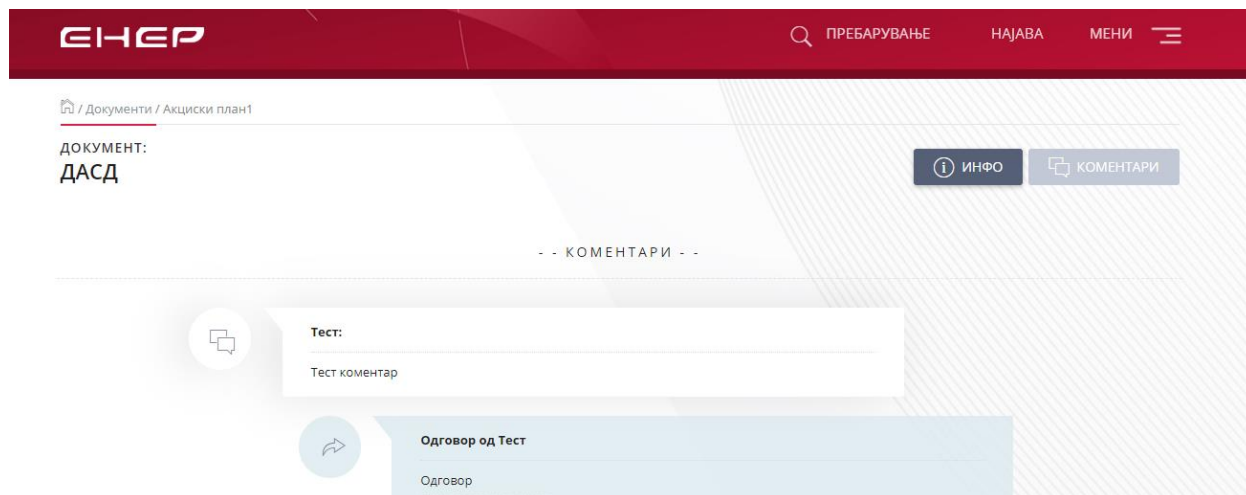 ЕНЕР
ПРЕБАРУВАЊЕ НАЈАВА МЕНИ
/ Документи / Акциски план1
ДОКУМЕНТ:
ДАСД
ИНФО КОМЕНТАРИ
- - КОМЕНТАРИ - -
Тест:
Тест коментар
Одговор од Тест
Одговор